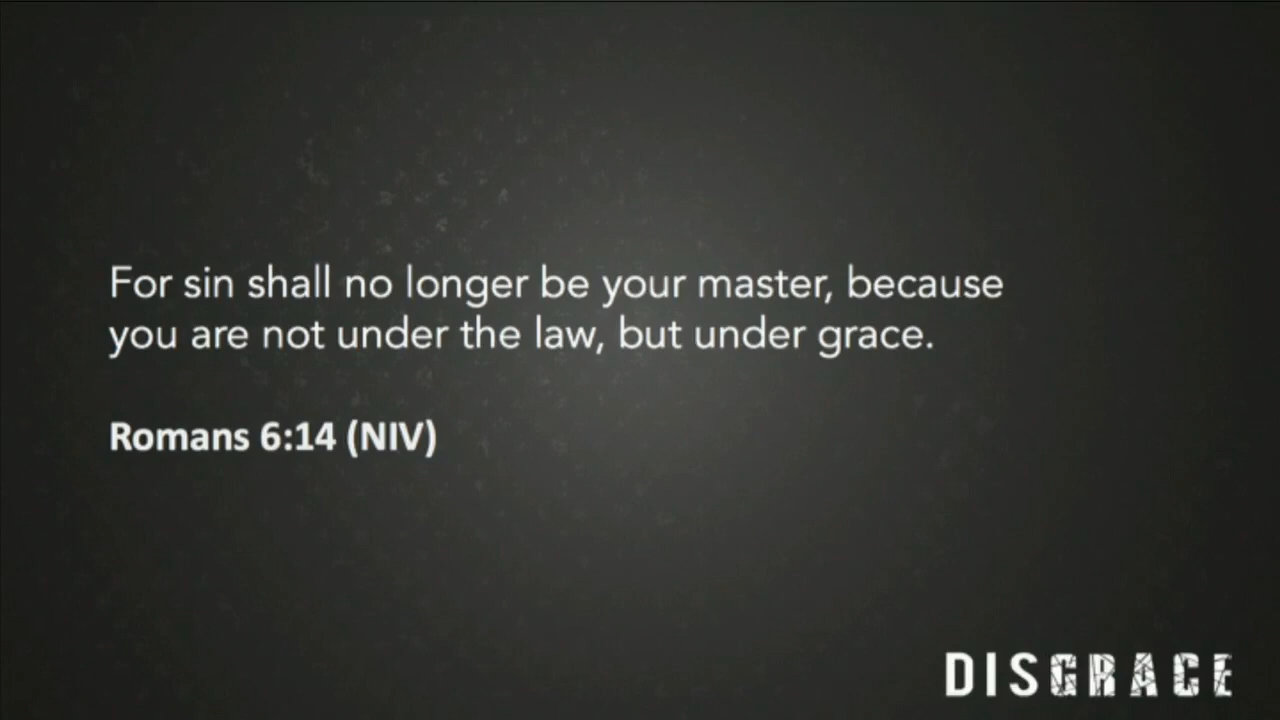 For sin shall no longer be your master, because
you are not under the law, but under grace.
Romans 6:14 (NIV)
DISGRACE